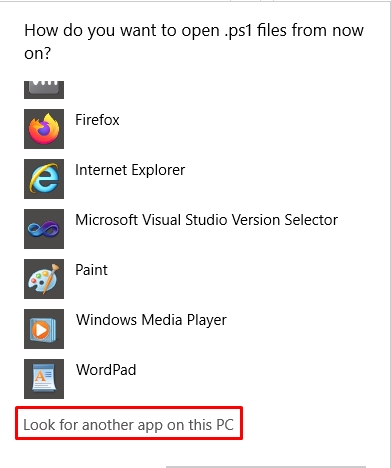 How do you want to open .ps1 files from now
on?
Firefox
Internet Explorer
Microsoft Visual Studio Version Selector
Paint
Windows Media Player
WordPad
Look for another app on this PC